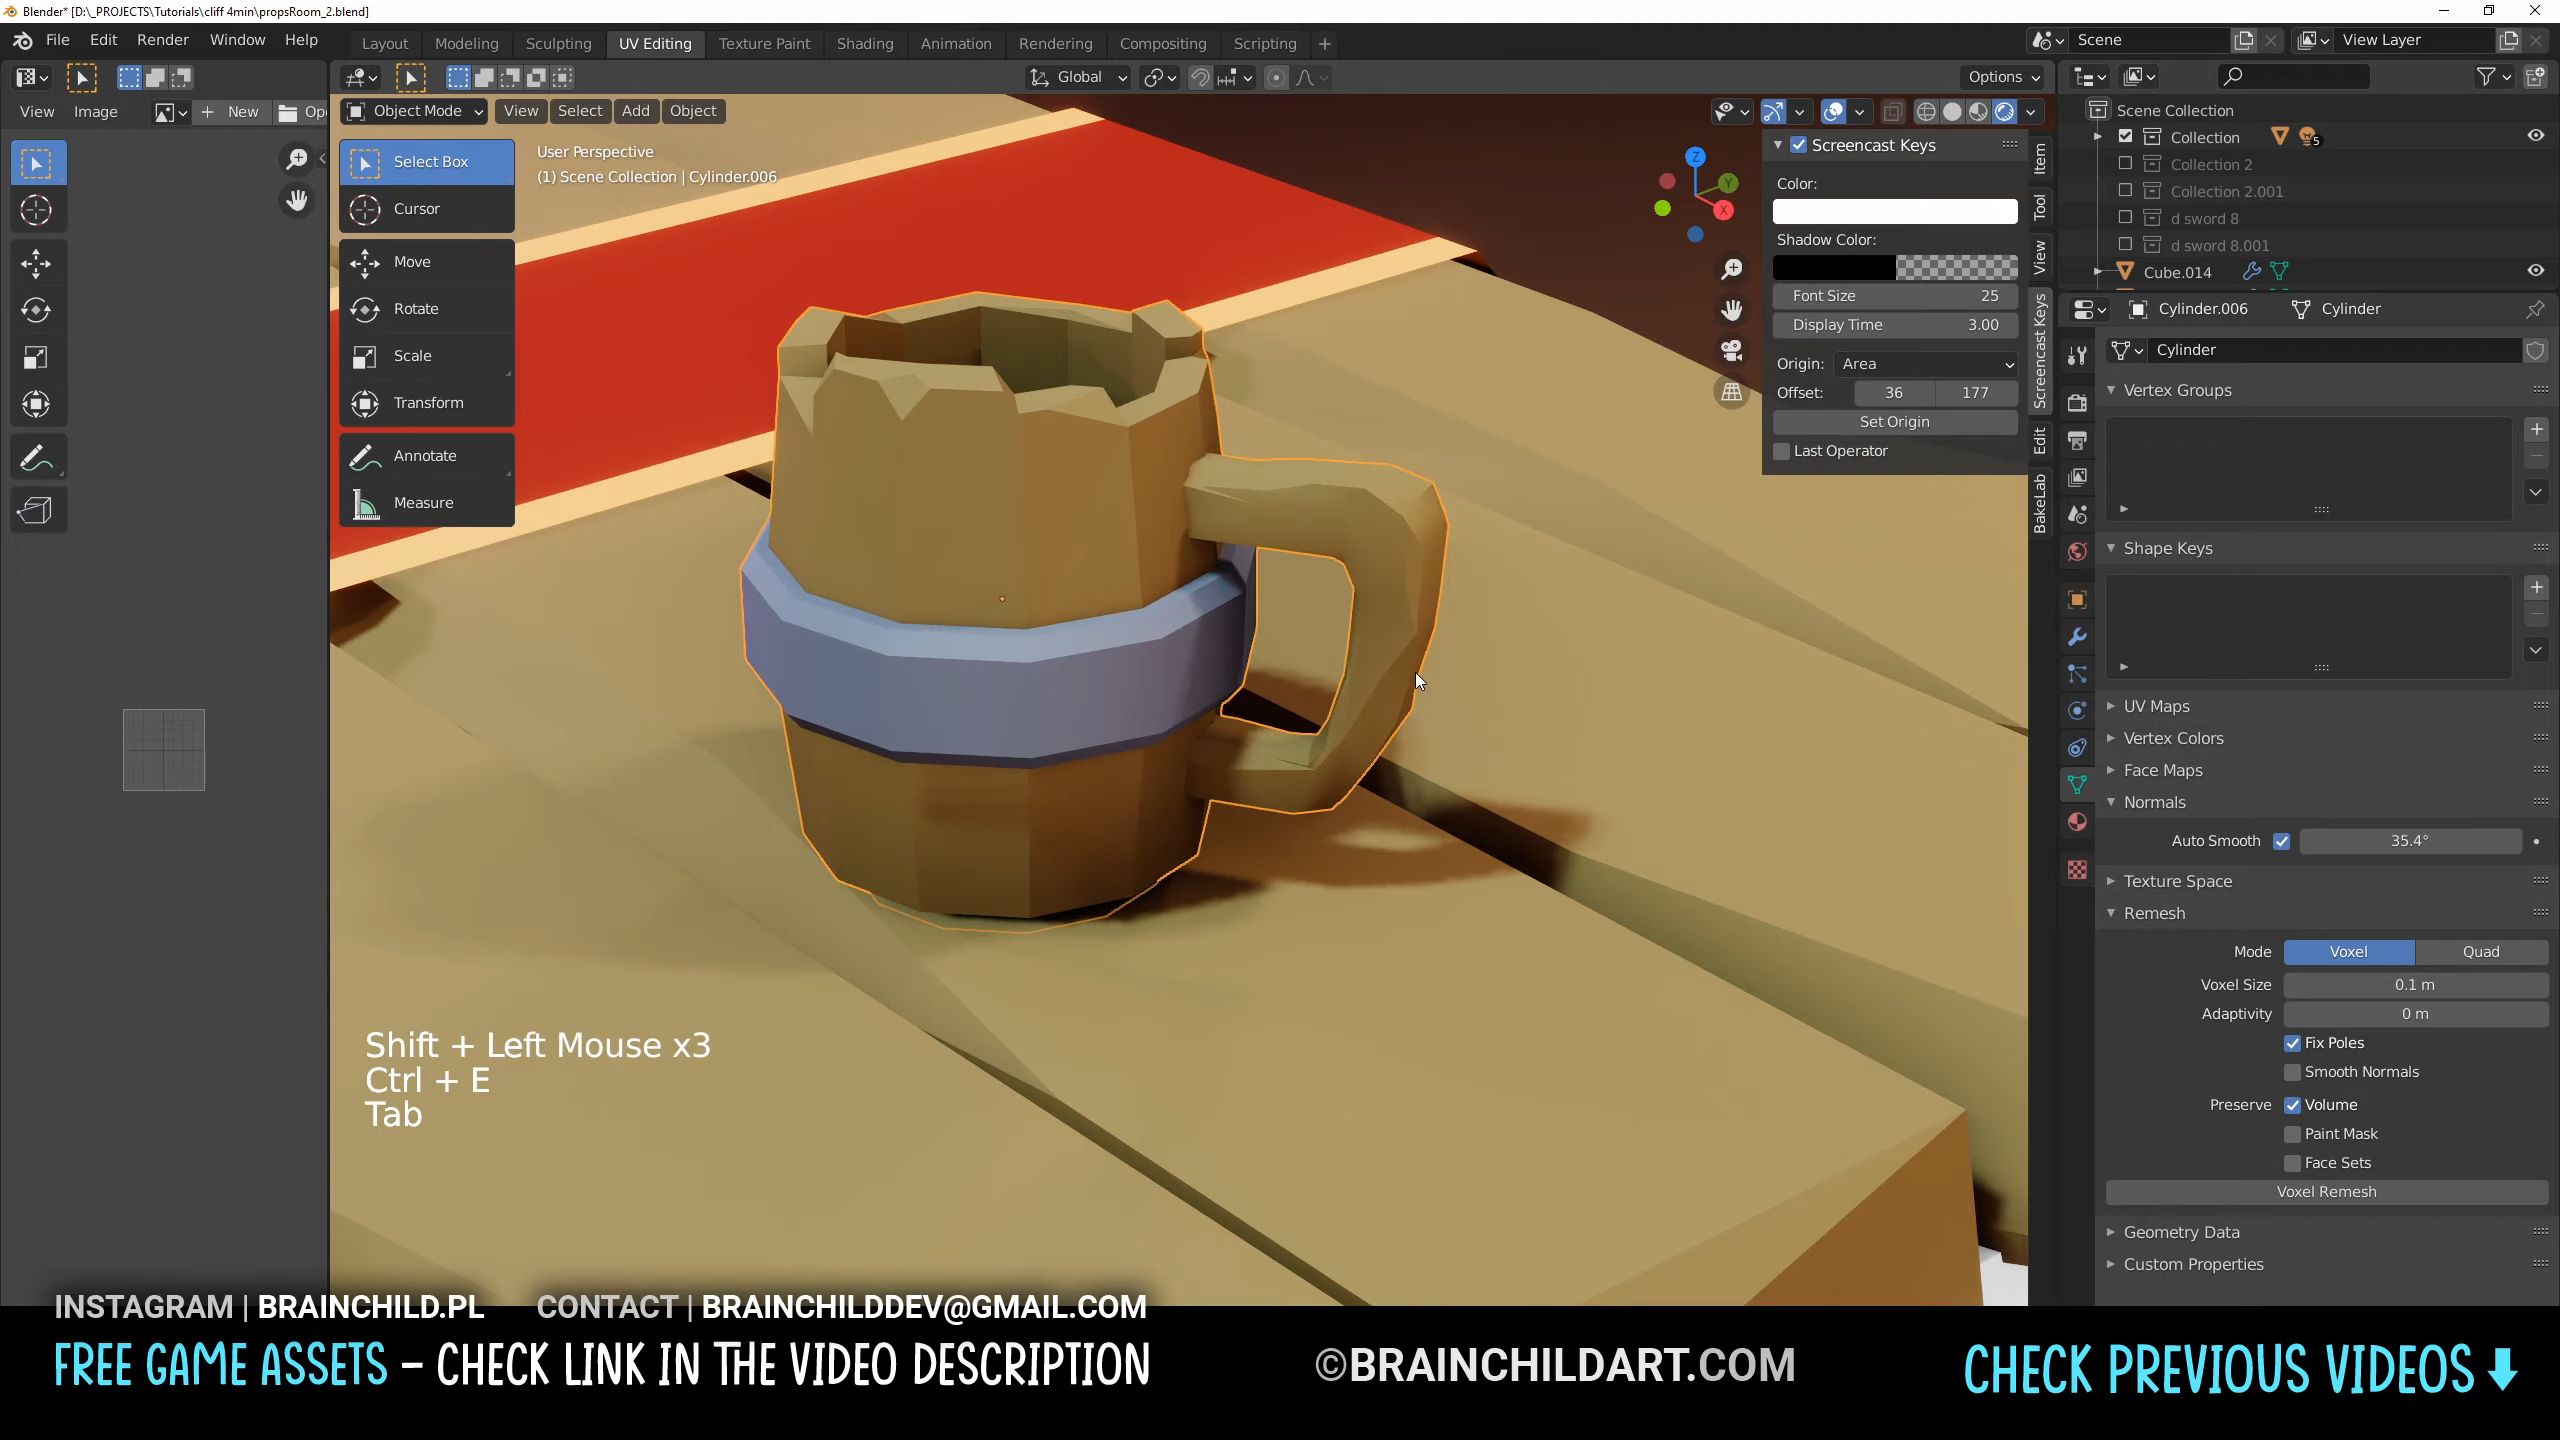 Blender* [D:\_PROJECTS\Tutorials\cliff 4min\propsRoom_2.blend]
File Edit Render Window Help
Layout Modeling Sculpting UV Editing Texture Paint Shading Animation Rendering Compositing Scripting +
Scene
View Layer
Global
Options
View Image New Op
Object Mode View Select Add Object
Select Box
Cursor
Move
Rotate
Scale
Transform
Annotate
Measure
User Perspective
(1) Scene Collection | Cylinder.006
Z
Y
X
Screencast Keys
Color:
Shadow Color:
Font Size 25
Display Time 3.00
Origin: Area
Offset: 36 177
Set Origin
Last Operator
Item
Tool
View
Screencast Keys
Edit
BakeLab
Scene Collection
Collection 5
Collection 2
Collection 2.001
d sword 8
d sword 8.001
Cube.014
Cylinder.006 Cylinder
Cylinder
Vertex Groups
Shape Keys
UV Maps
Vertex Colors
Face Maps
Normals
Auto Smooth 35.4°
Texture Space
Remesh
Mode Voxel Quad
Voxel Size 0.1 m
Adaptivity 0 m
Fix Poles
Smooth Normals
Preserve Volume
Paint Mask
Face Sets
Voxel Remesh
Geometry Data
Custom Properties
Shift + Left Mouse x3
Ctrl + E
Tab
INSTAGRAM | BRAINCHILD.PL CONTACT | BRAINCHILDDEV@GMAIL.COM
FREE GAME ASSETS – CHECK LINK IN THE VIDEO DESCRIPTION
©BRAINCHILDART.COM
CHECK PREVIOUS VIDEOS